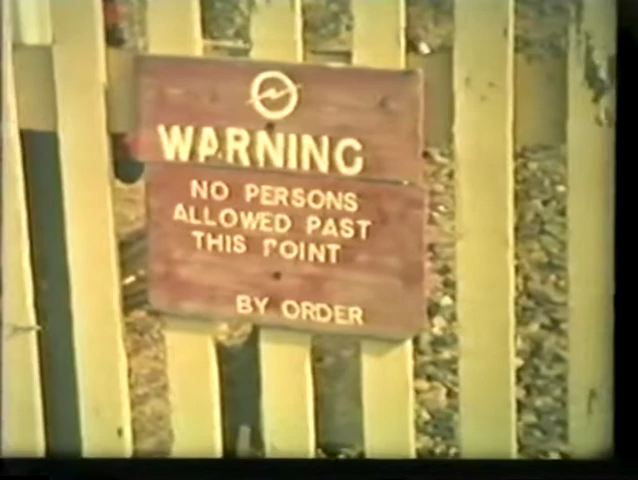 WARNING
NO PERSONS
ALLOWED PAST
THIS POINT
BY ORDER